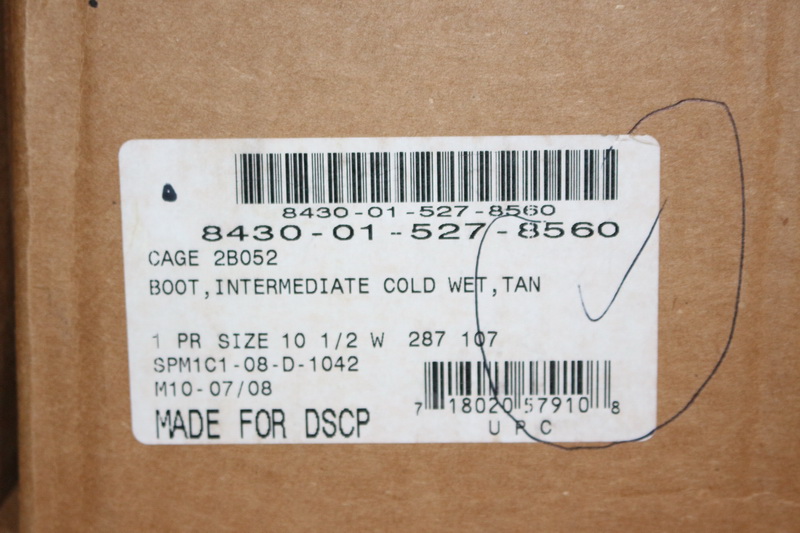 8430-01-527-8560
8430-01-527-8560
CAGE 2B052
BOOT,INTERMEDIATE COLD WET,TAN
1 PR SIZE 10 1/2 W 287 107
SPM1C1-08-D-1042
M10-07/08
MADE FOR DSCP
7 18020 57910 8
UPC